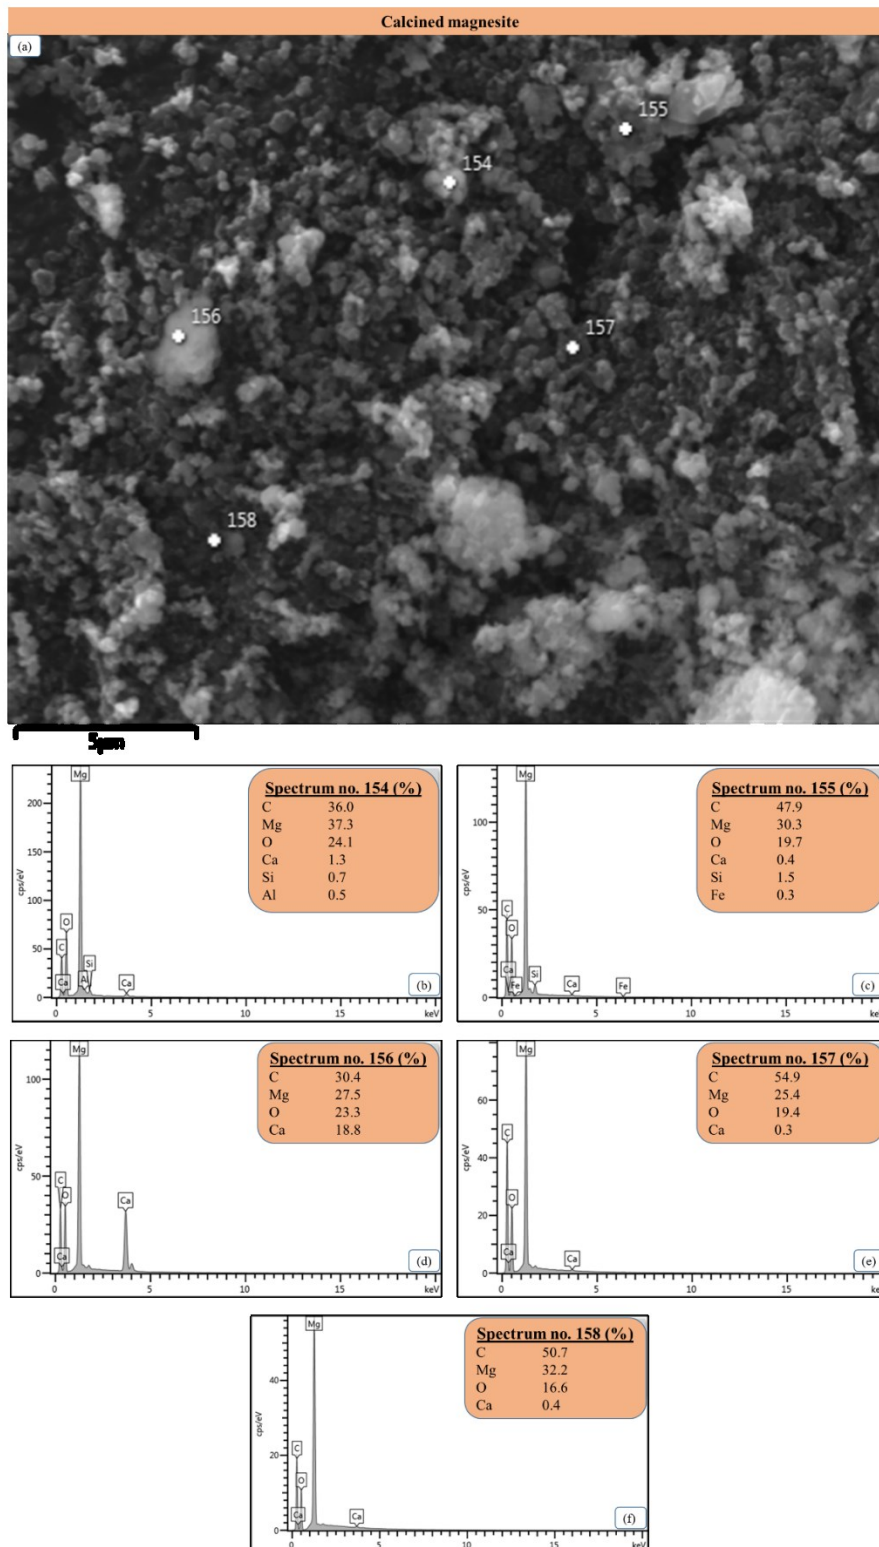 Calcined magnesite
(a)
155
154
156
157
158
5µm
Mg
Spectrum no. 154 (%)
C 36.0
Mg 37.3
O 24.1
Ca 1.3
Si 0.7
Al 0.5
200
150
100
50
0
cps/eV
O
C
Si
Ca
Al
Ca
(b)
0 5 10 15 keV
Mg
Spectrum no. 155 (%)
C 47.9
Mg 30.3
O 19.7
Ca 0.4
Si 1.5
Fe 0.3
100
50
0
cps/eV
C
O
Ca
Fe
Si
Ca
Fe
(c)
0 5 10 15 keV
Mg
Spectrum no. 156 (%)
C 30.4
Mg 27.5
O 23.3
Ca 18.8
100
50
0
cps/eV
C
O
Ca
Ca
(d)
0 5 10 15 keV
Mg
Spectrum no. 157 (%)
C 54.9
Mg 25.4
O 19.4
Ca 0.3
60
40
20
0
cps/eV
C
O
Ca
Ca
(e)
0 5 10 15 keV
Mg
Spectrum no. 158 (%)
C 50.7
Mg 32.2
O 16.6
Ca 0.4
40
20
0
cps/eV
C
O
Ca
Ca
(f)
0 5 10 15 keV